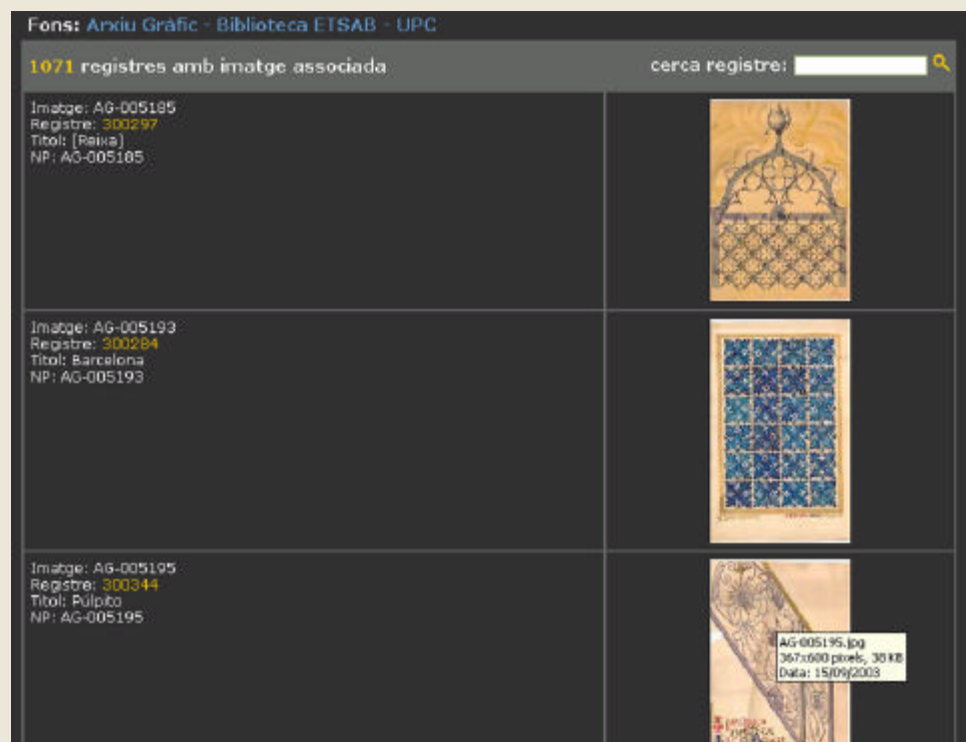 Fons: Arxiu Gràfic - Biblioteca ETSAB - UPC
1071 registres amb imatge associada
cerca registre:
Imatge: AG-005185
Registre: 300297
Títol: [Reixa]
NP: AG-005185
Imatge: AG-005193
Registre: 300284
Títol: Barcelona
NP: AG-005193
Imatge: AG-005195
Registre: 300344
Títol: Púlpito
NP: AG-005195
AG-005195.jpg
367x600 pixels, 38 KB
Data: 15/09/2003